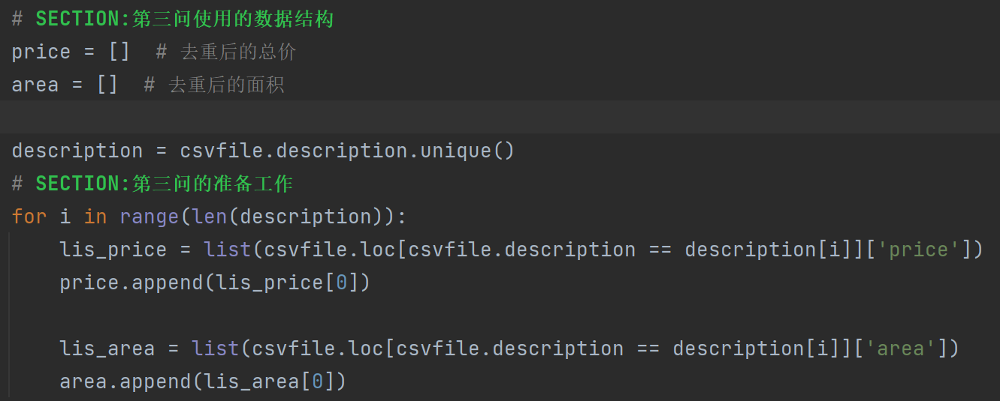 # SECTION:第三问使用的数据结构
price = []  # 去重后的总价
area = []  # 去重后的面积
description = csvfile.description.unique()
# SECTION:第三问的准备工作
for i in range(len(description)):
    lis_price = list(csvfile.loc[csvfile.description == description[i]]['price'])
    price.append(lis_price[0])
    lis_area = list(csvfile.loc[csvfile.description == description[i]]['area'])
    area.append(lis_area[0])